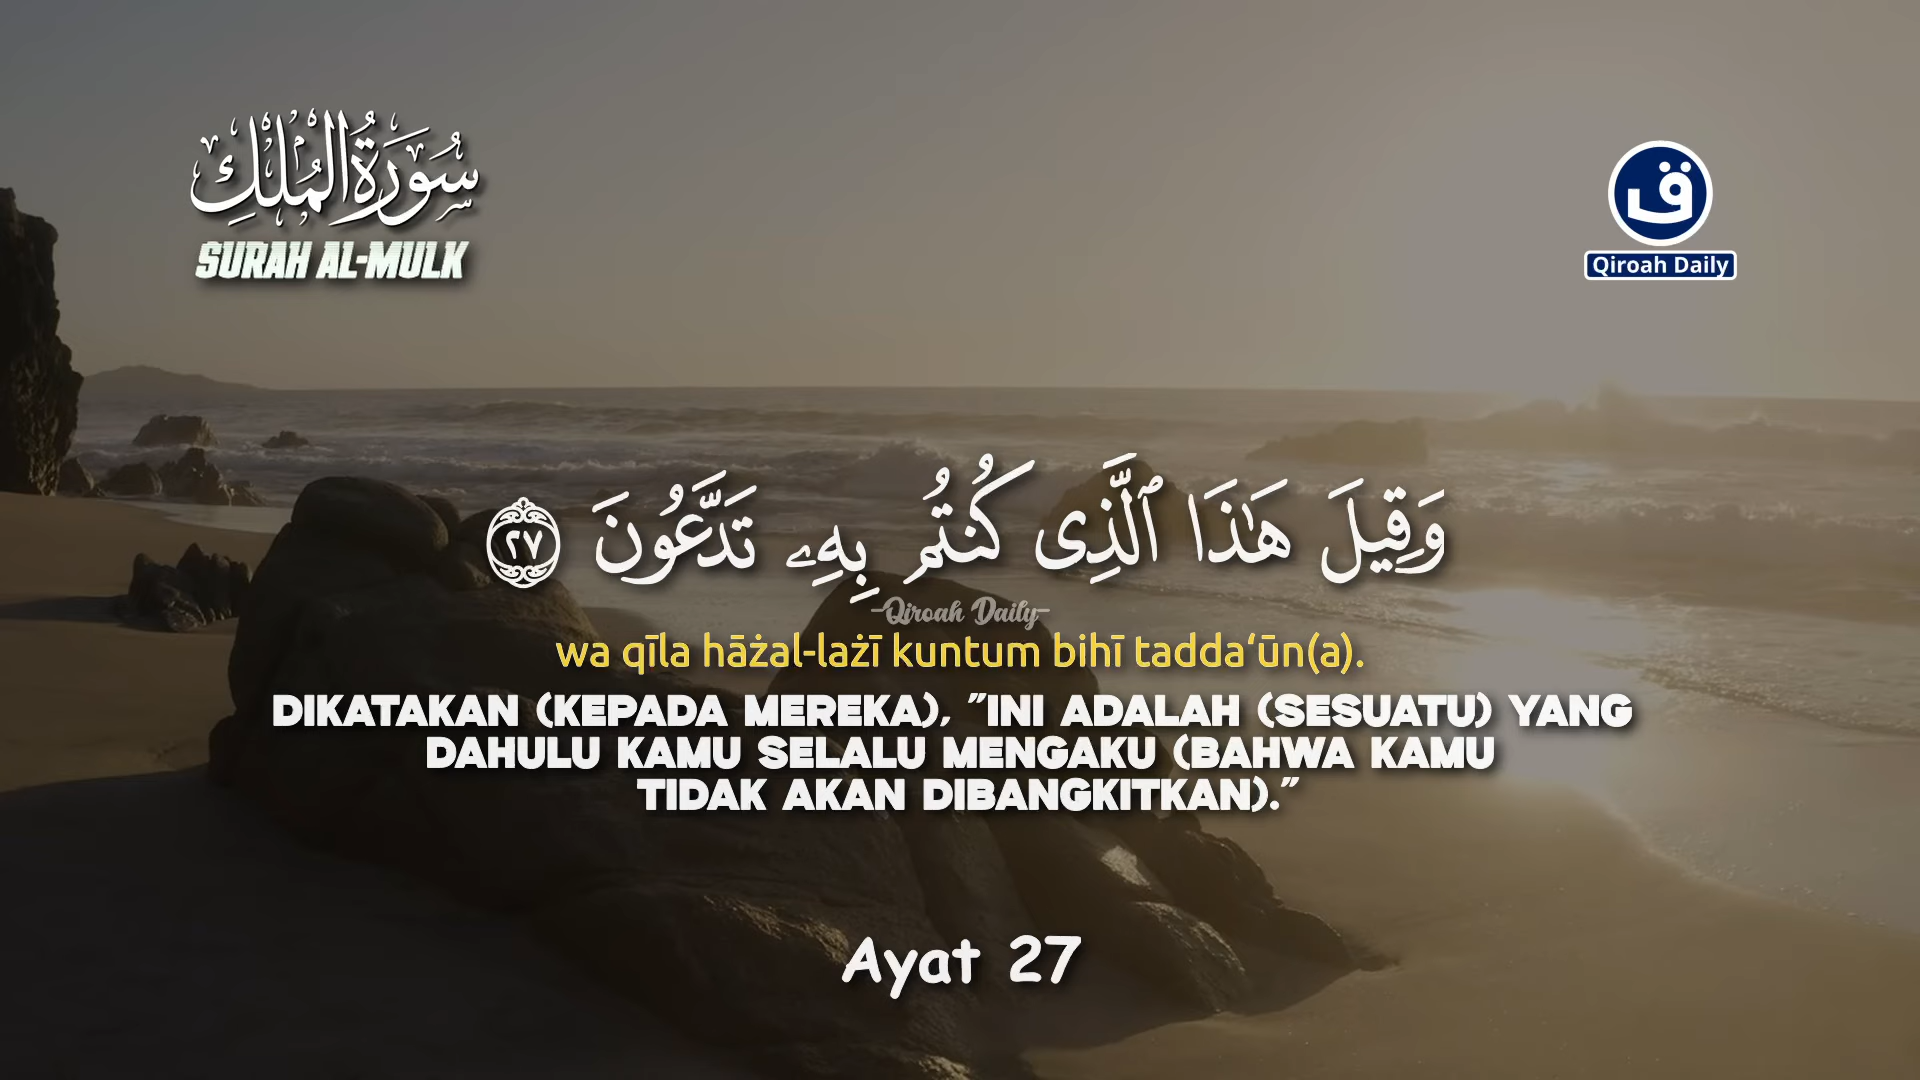 سُورَةُ الْمُلْكِ
SURAH AL-MULK
ق
Qiroah Daily
وَقِيلَ هَٰذَا ٱلَّذِى كُنتُم بِهِۦ تَدَّعُونَ ٢٧
-Qiroah Daily-
wa qīla hāżal-lażī kuntum bihī tadda‘ūn(a).
DIKATAKAN (KEPADA MEREKA), "INI ADALAH (SESUATU) YANG
DAHULU KAMU SELALU MENGAKU (BAHWA KAMU
TIDAK AKAN DIBANGKITKAN)."
Ayat 27